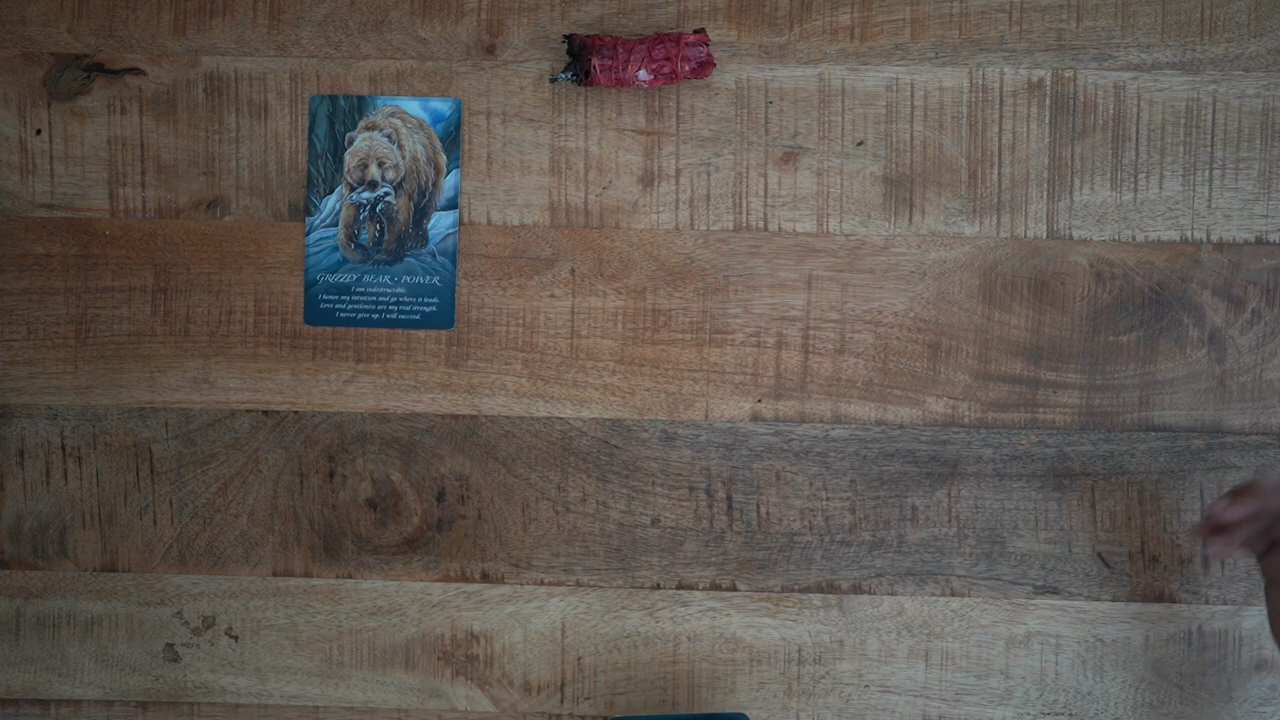 GRIZZLY BEAR • POWER
I am indestructible.
I honor my intuition and go where it leads.
Love and gentleness are my real strength.
I never give up. I will succeed.